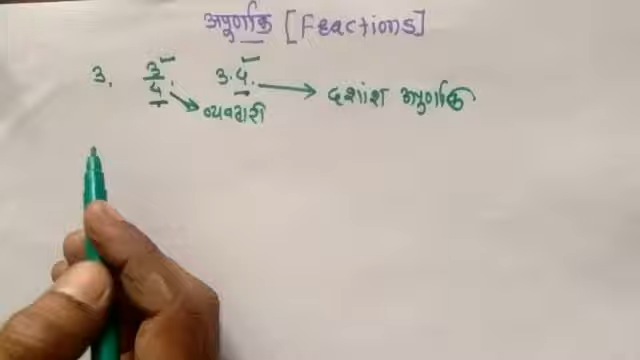 अपूर्णांक [Fractions]
3. 3/4. 3.4. → दशांश अपूर्णांक
→ व्यवहारी